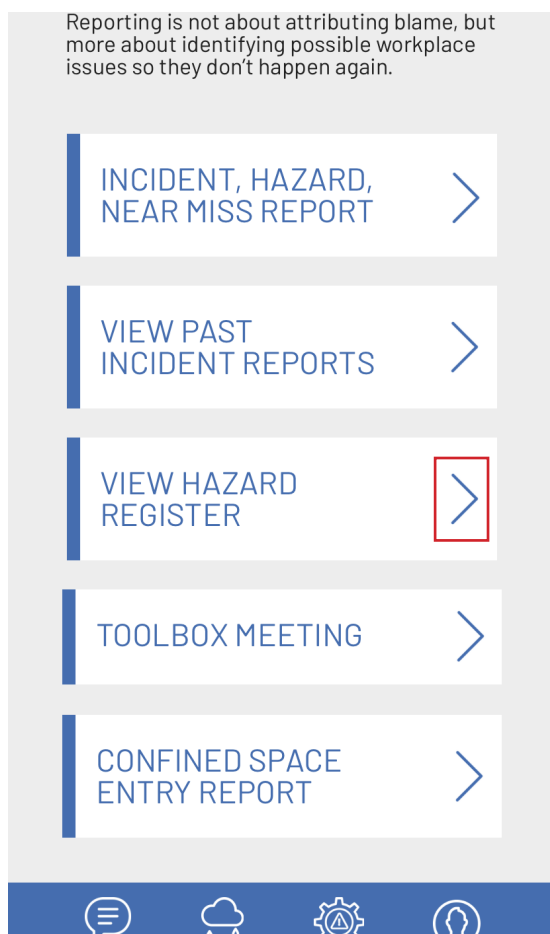 Reporting is not about attributing blame, but
more about identifying possible workplace
issues so they don't happen again.
INCIDENT, HAZARD,
NEAR MISS REPORT
VIEW PAST
INCIDENT REPORTS
VIEW HAZARD
REGISTER
TOOLBOX MEETING
CONFINED SPACE
ENTRY REPORT